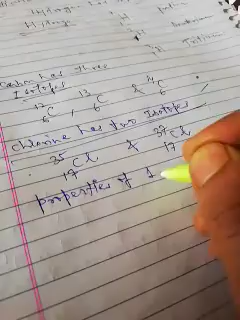 Carbon has three
Isotopes
12 6 C, 13 6 C & 14 6 C
Chlorine has two Isotopes
35 17 Cl & 37 17 Cl
properties of I